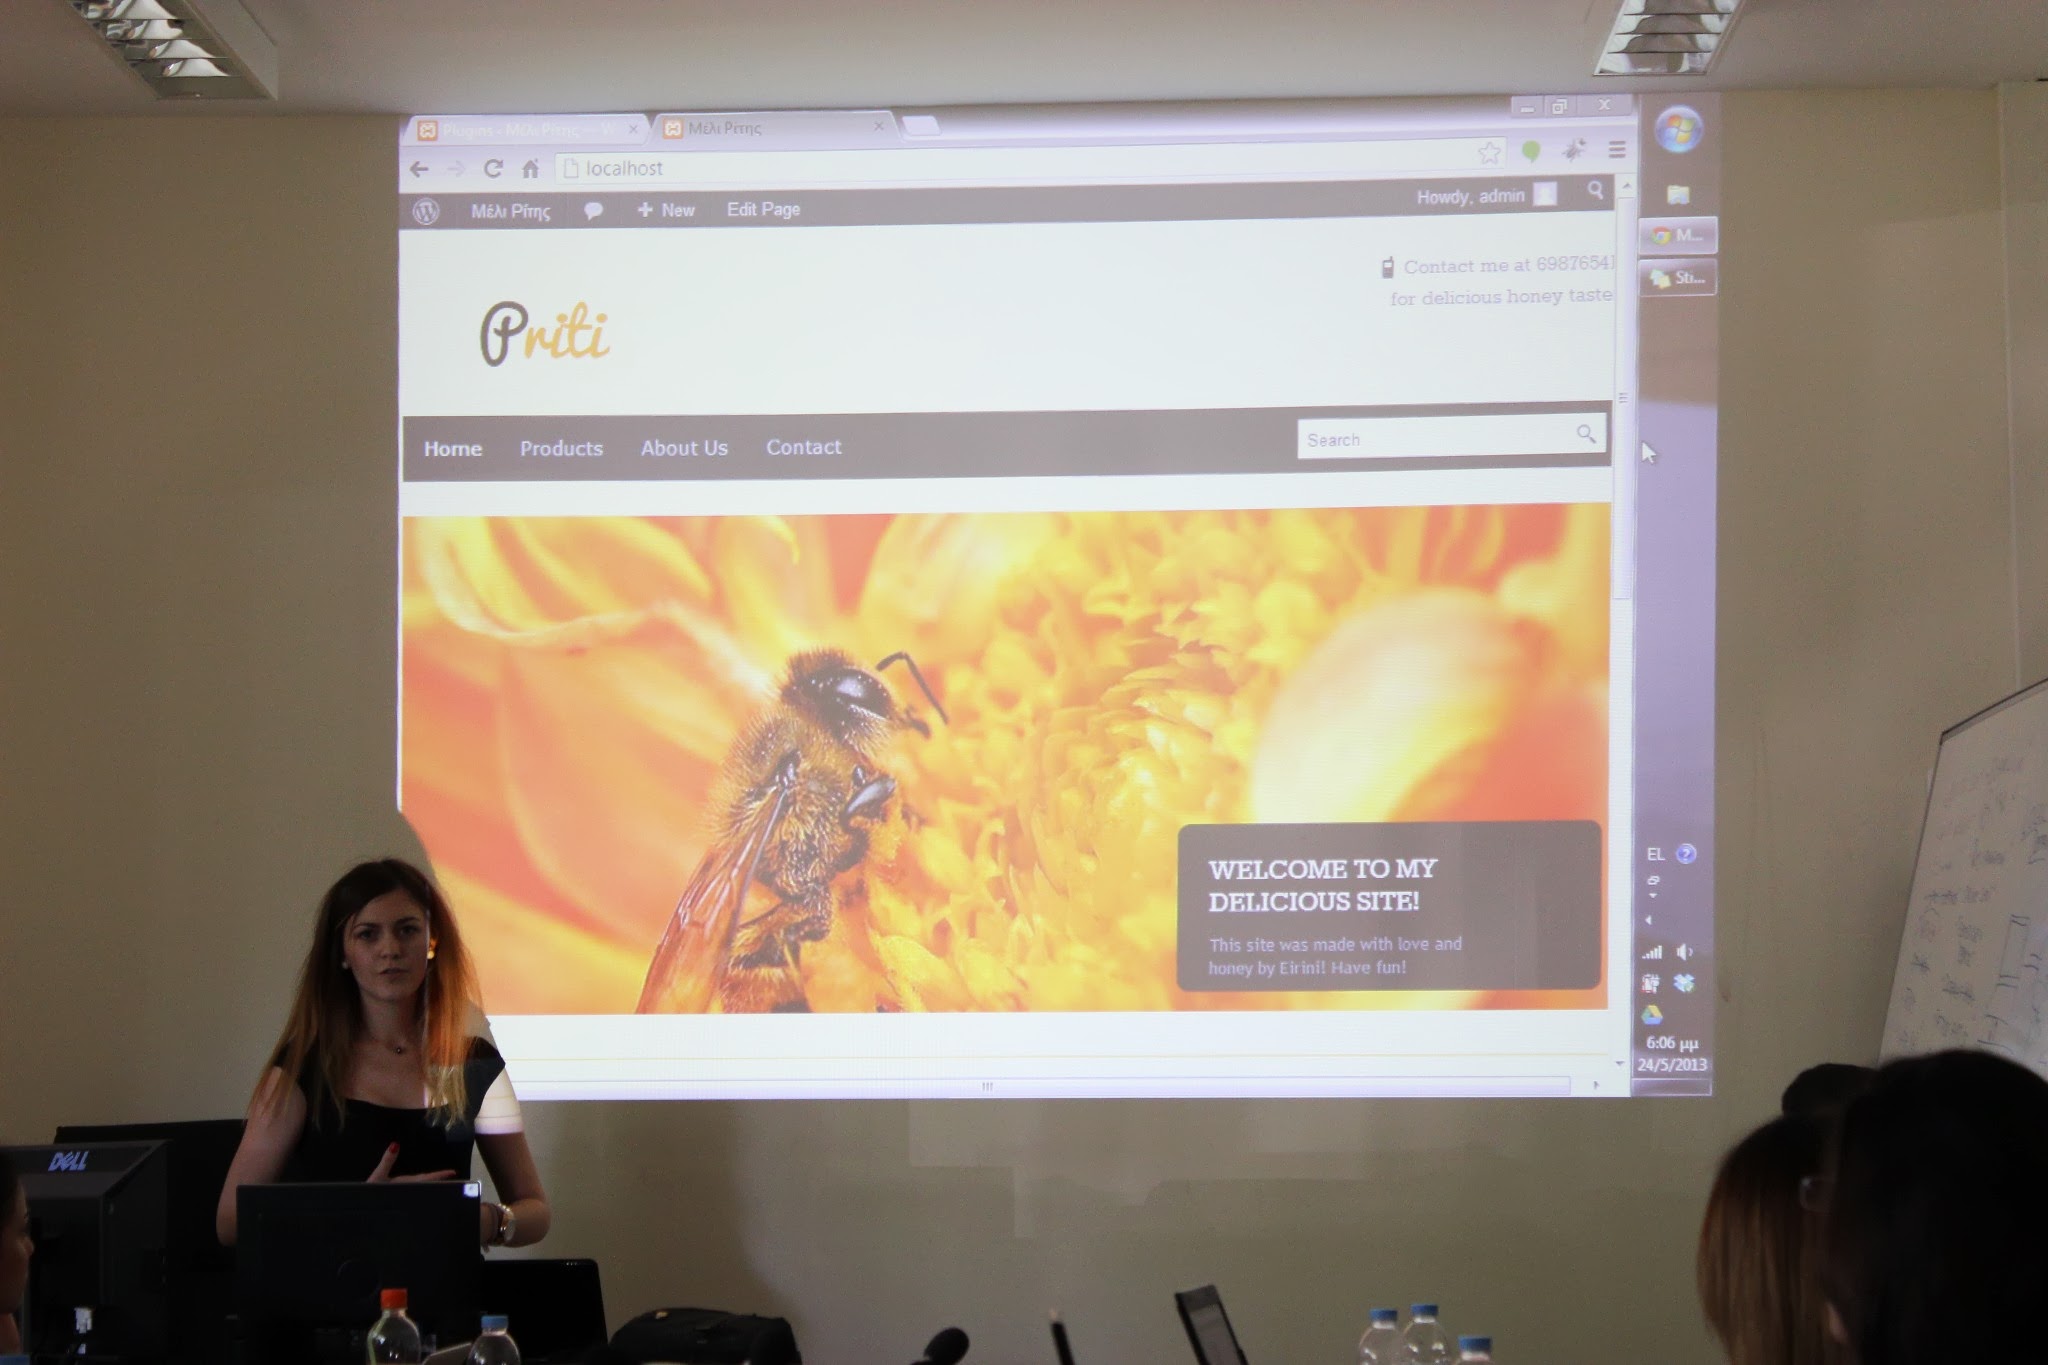 Plugins ‹ Μέλι Ρίτης — W
Μέλι Ρίτης
localhost
Μέλι Ρίτης
New
Edit Page
Howdy, admin
M...
Sti...
Contact me at 6987654
for delicious honey taste
Priti
Home Products About Us Contact
Search
WELCOME TO MY
DELICIOUS SITE!
This site was made with love and
honey by Eirini! Have fun!
EL
6:06 μμ
24/5/2013
DELL